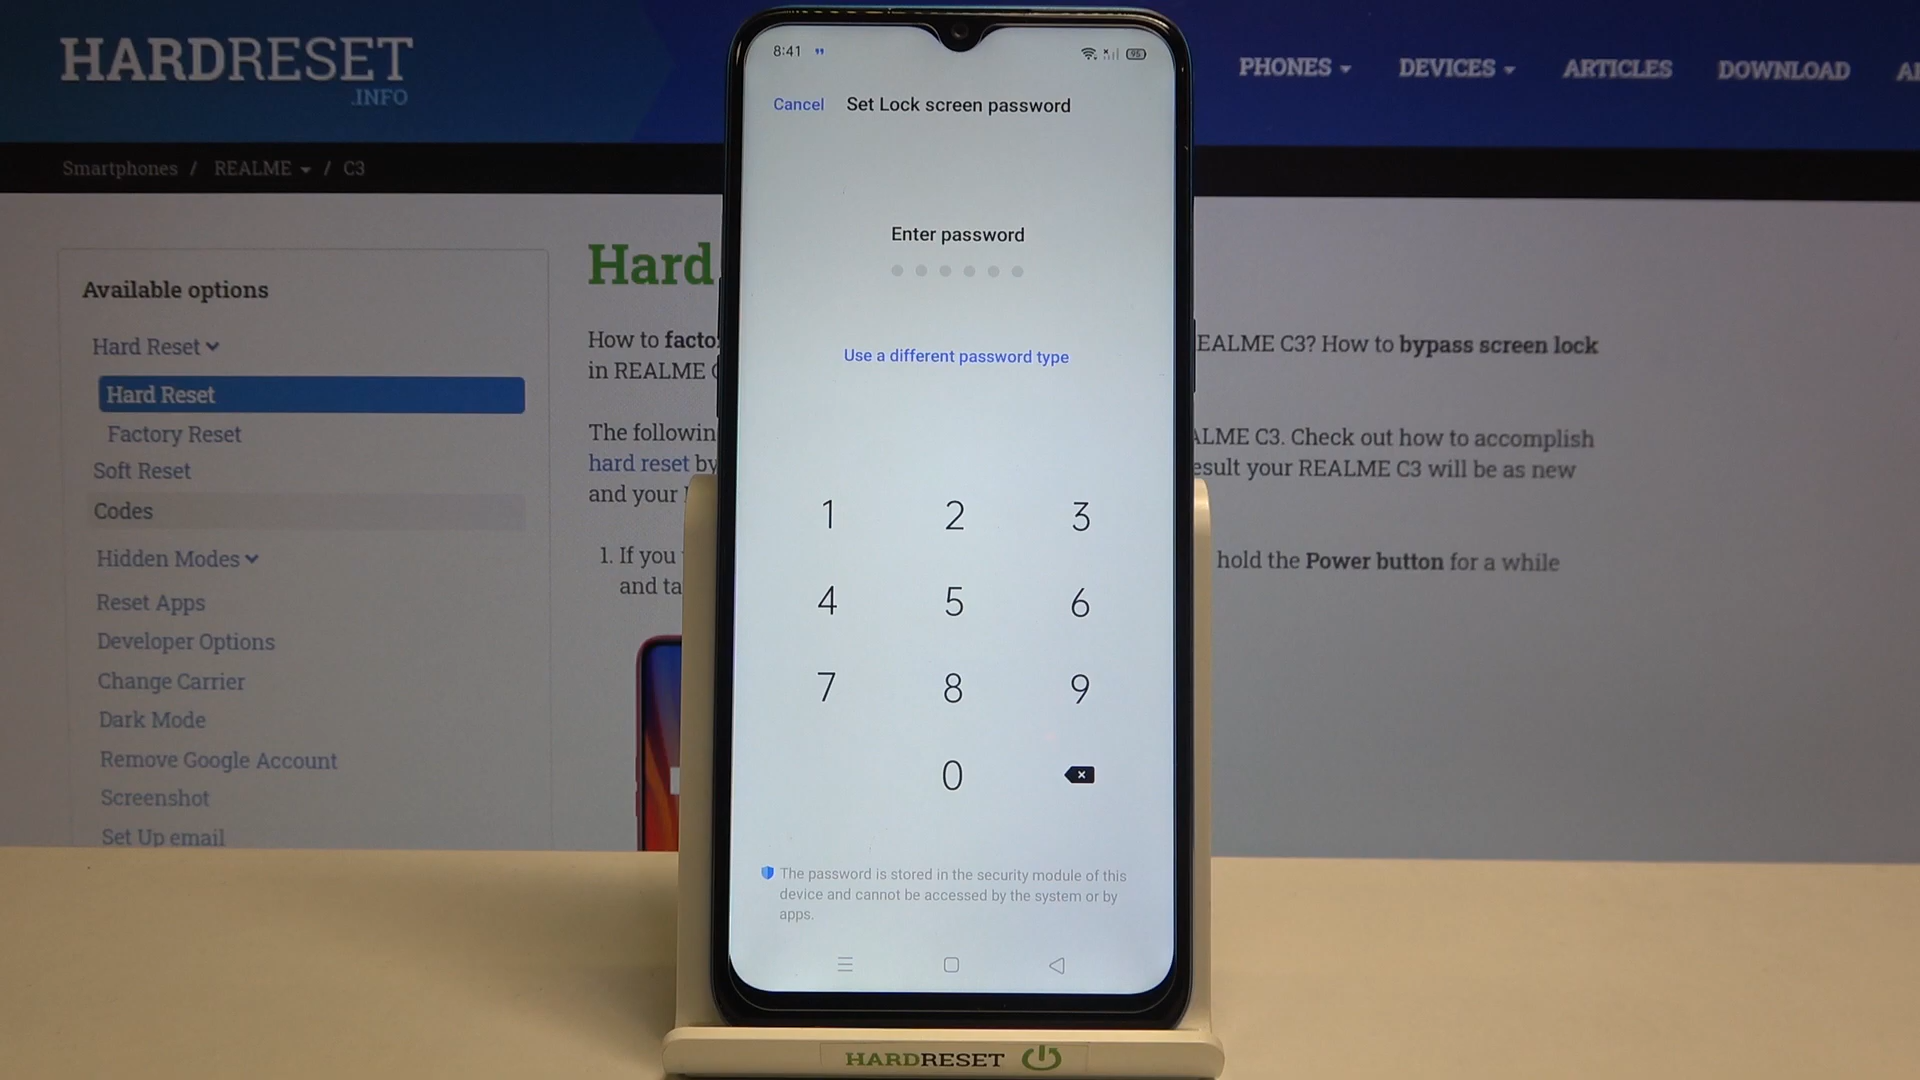 HARDRESET
.INFO
PHONES
DEVICES
ARTICLES
DOWNLOAD
Smartphones / REALME / C3
Available options
Hard Reset
Hard Reset
Factory Reset
Soft Reset
Codes
Hidden Modes
Reset Apps
Developer Options
Change Carrier
Dark Mode
Remove Google Account
Screenshot
Set Up email
Hard
How to facto
in REALME
The followin
hard reset by
and your
1. If you
and ta
EALME C3? How to bypass screen lock
ALME C3. Check out how to accomplish
esult your REALME C3 will be as new
hold the Power button for a while
8:41
95
Cancel Set Lock screen password
Enter password
Use a different password type
1 2 3
4 5 6
7 8 9
0
The password is stored in the security module of this
device and cannot be accessed by the system or by
apps.
HARDRESET